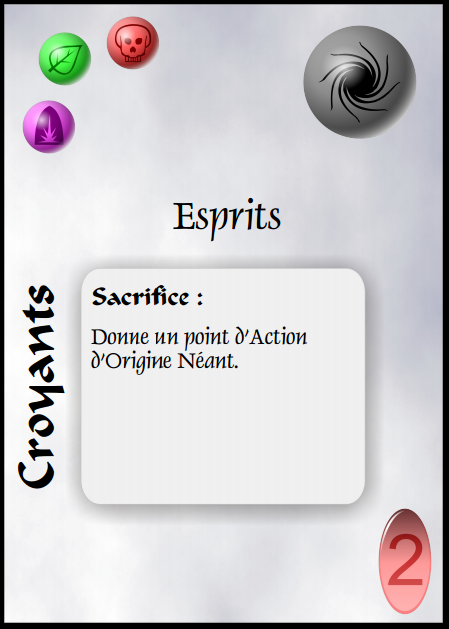 Esprits
Croyants
Sacrifice :
Donne un point d'Action
d'Origine Néant.
2